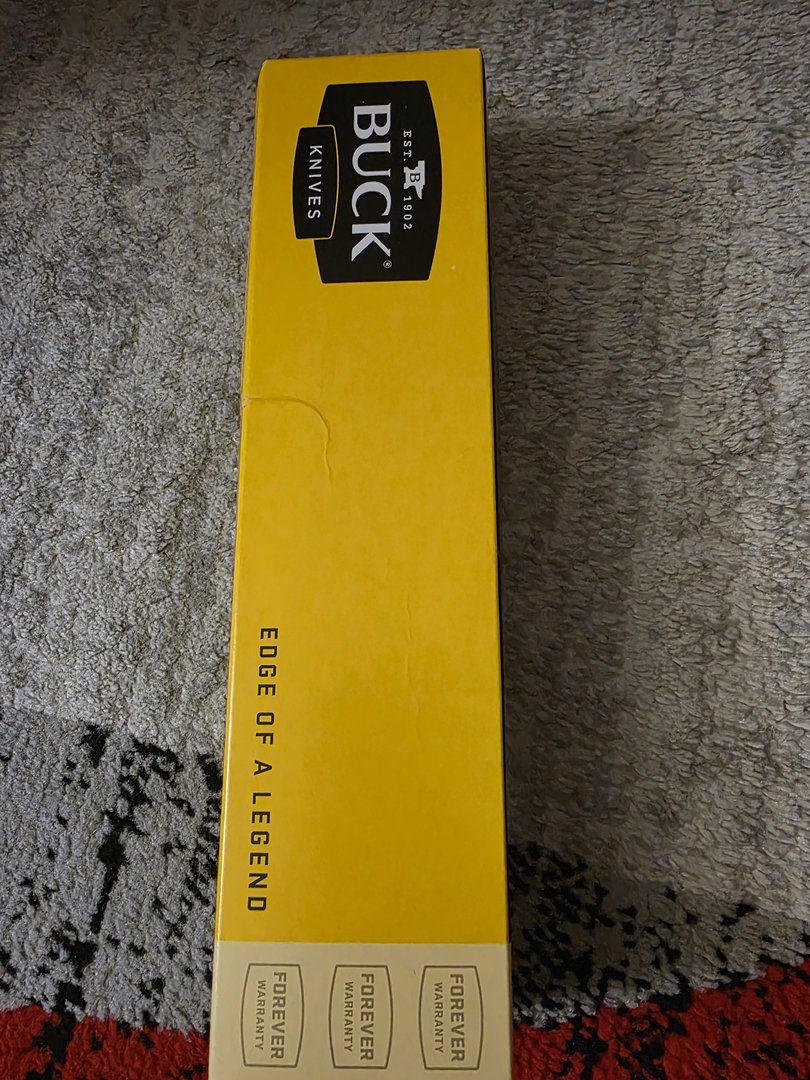 EST. B 1902
BUCK®
KNIVES
EDGE OF A LEGEND
FOREVER
WARRANTY
FOREVER
WARRANTY
FOREVER
WARRANTY